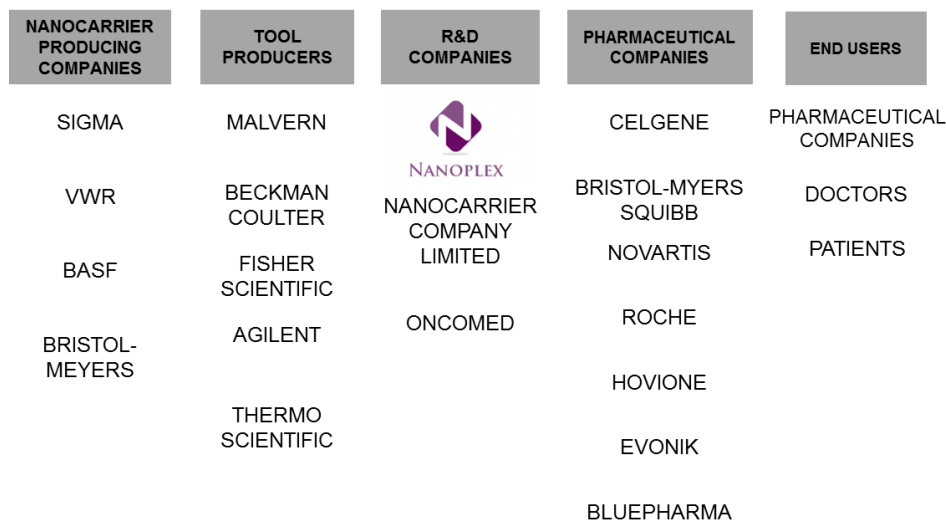 NANOCARRIER
PRODUCING
COMPANIES
SIGMA
VWR
BASF
BRISTOL-
MEYERS
TOOL
PRODUCERS
MALVERN
BECKMAN
COULTER
FISHER
SCIENTIFIC
AGILENT
THERMO
SCIENTIFIC
R&D
COMPANIES
N
NANOPLEX
NANOCARRIER
COMPANY
LIMITED
ONCOMED
PHARMACEUTICAL
COMPANIES
CELGENE
BRISTOL-MYERS
SQUIBB
NOVARTIS
ROCHE
HOVIONE
EVONIK
BLUEPHARMA
END USERS
PHARMACEUTICAL
COMPANIES
DOCTORS
PATIENTS